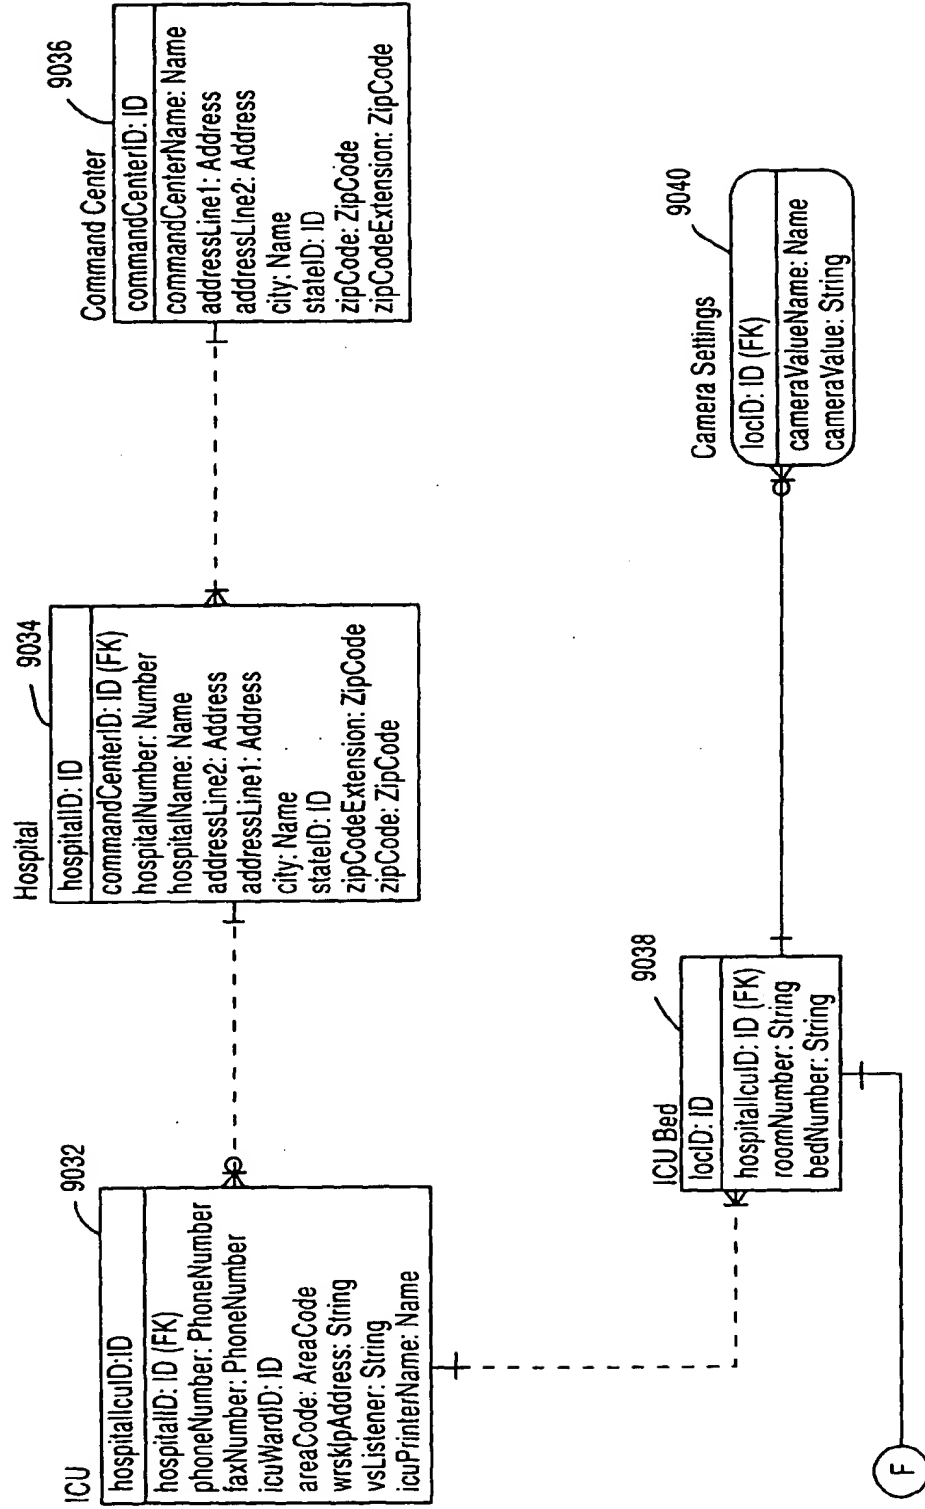 ICU
9032
hospitalIcuID:ID
hospitalID: ID (FK)
phoneNumber: PhoneNumber
faxNumber: PhoneNumber
icuWardID: ID
areaCode: AreaCode
wrskIpAddress: String
vsListener: String
icuPrinterName: Name
Hospital
9034
hospitalID: ID
commandCenterID: ID (FK)
hospitalNumber: Number
hospitalName: Name
addressLine2: Address
addressLine1: Address
city: Name
stateID: ID
zipCodeExtension: ZipCode
zipCode: ZipCode
Command Center
9036
commandCenterID: ID
commandCenterName: Name
addressLine1: Address
addressLine2: Address
city: Name
stateID: ID
zipCode: ZipCode
zipCodeExtension: ZipCode
ICU Bed
9038
locID: ID
hospitalIcuID: ID (FK)
roomNumber: String
bedNumber: String
Camera Settings
9040
locID: ID (FK)
cameraValueName: Name
cameraValue: String
F